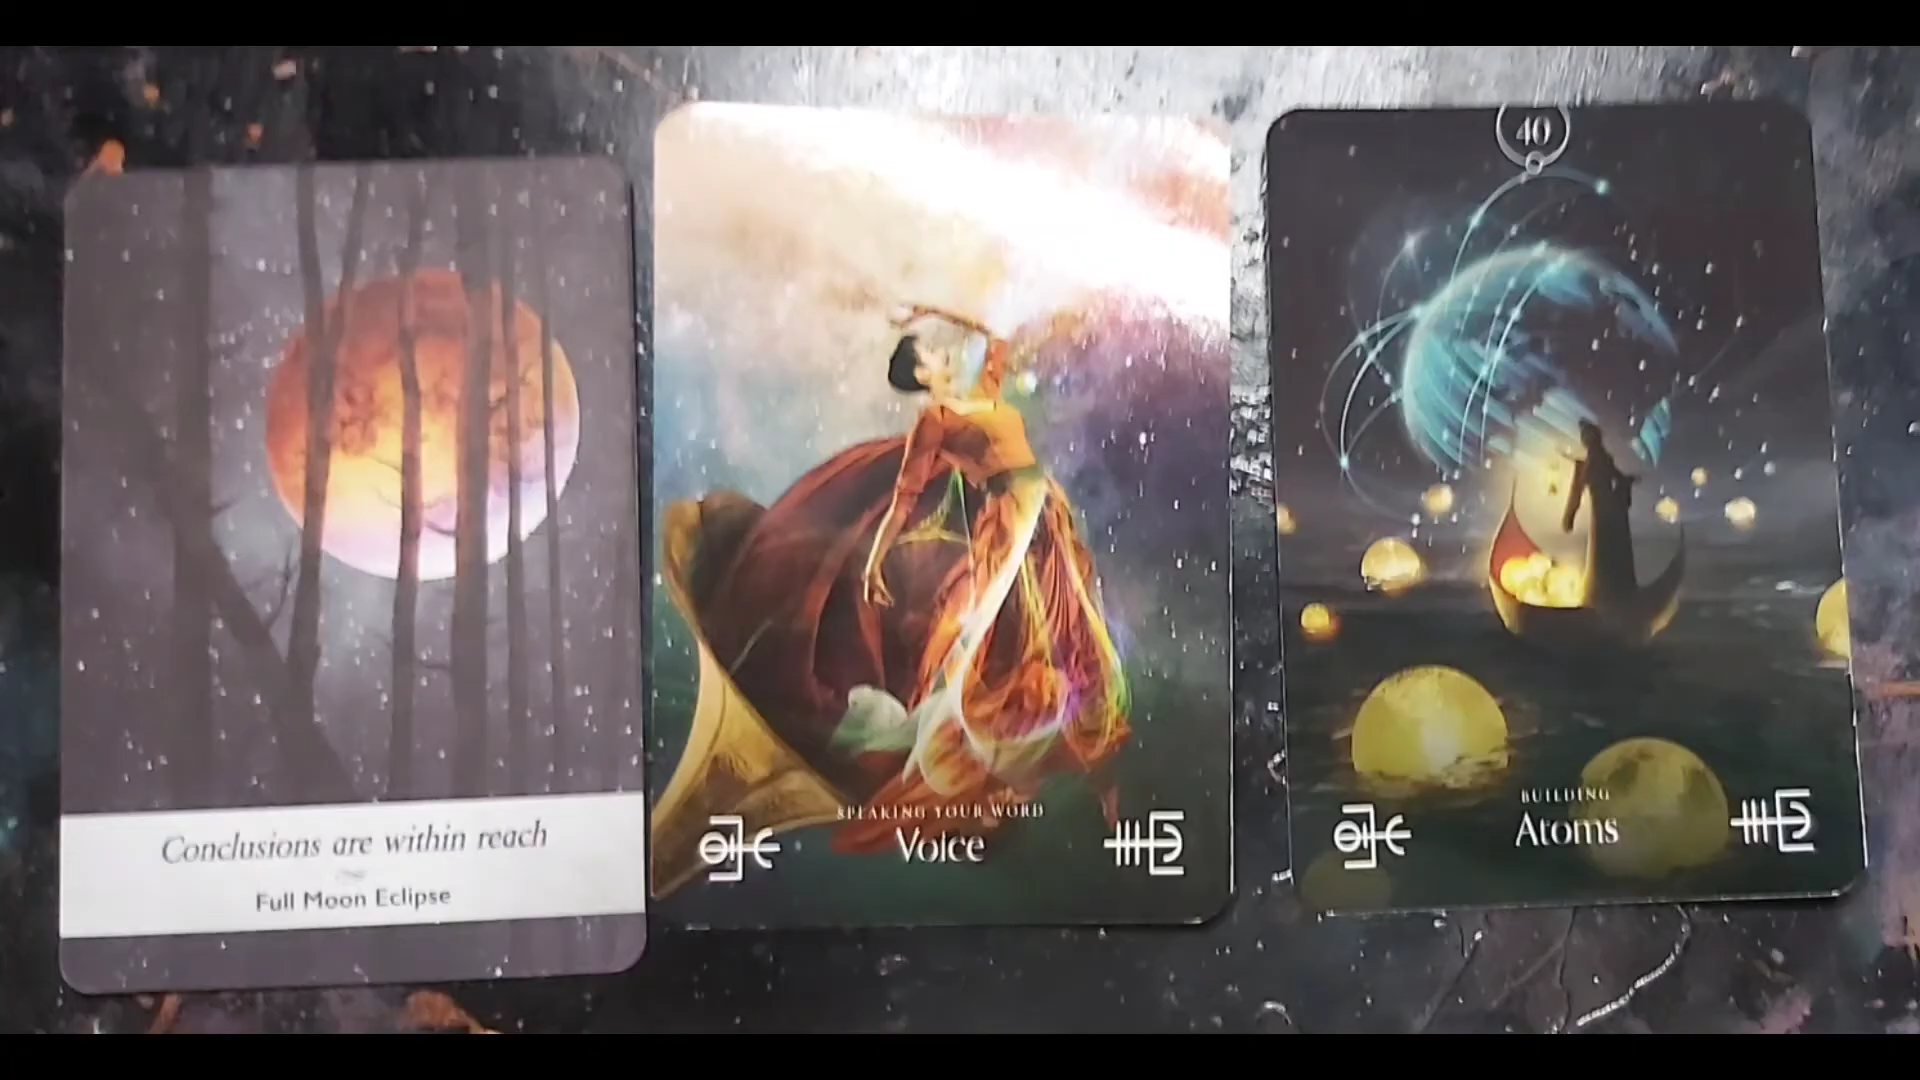 Conclusions are within reach
Full Moon Eclipse
SPEAKING YOUR WORD
Voice
40
BUILDING
Atoms